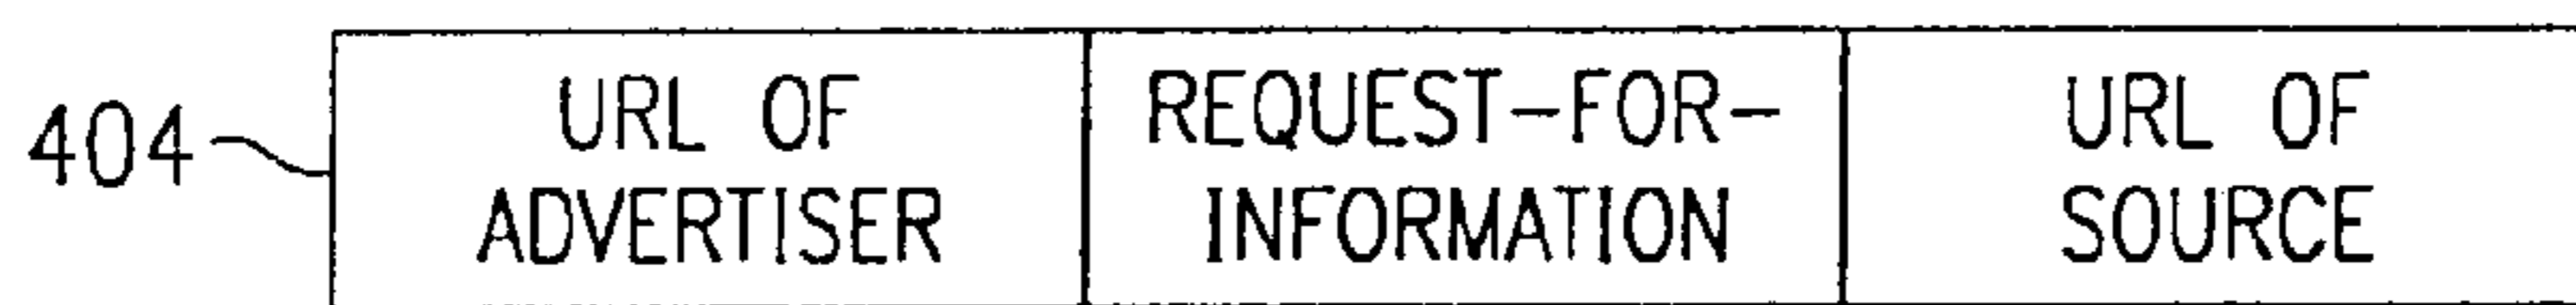 404
URL OF
ADVERTISER
REQUEST-FOR-
INFORMATION
URL OF
SOURCE